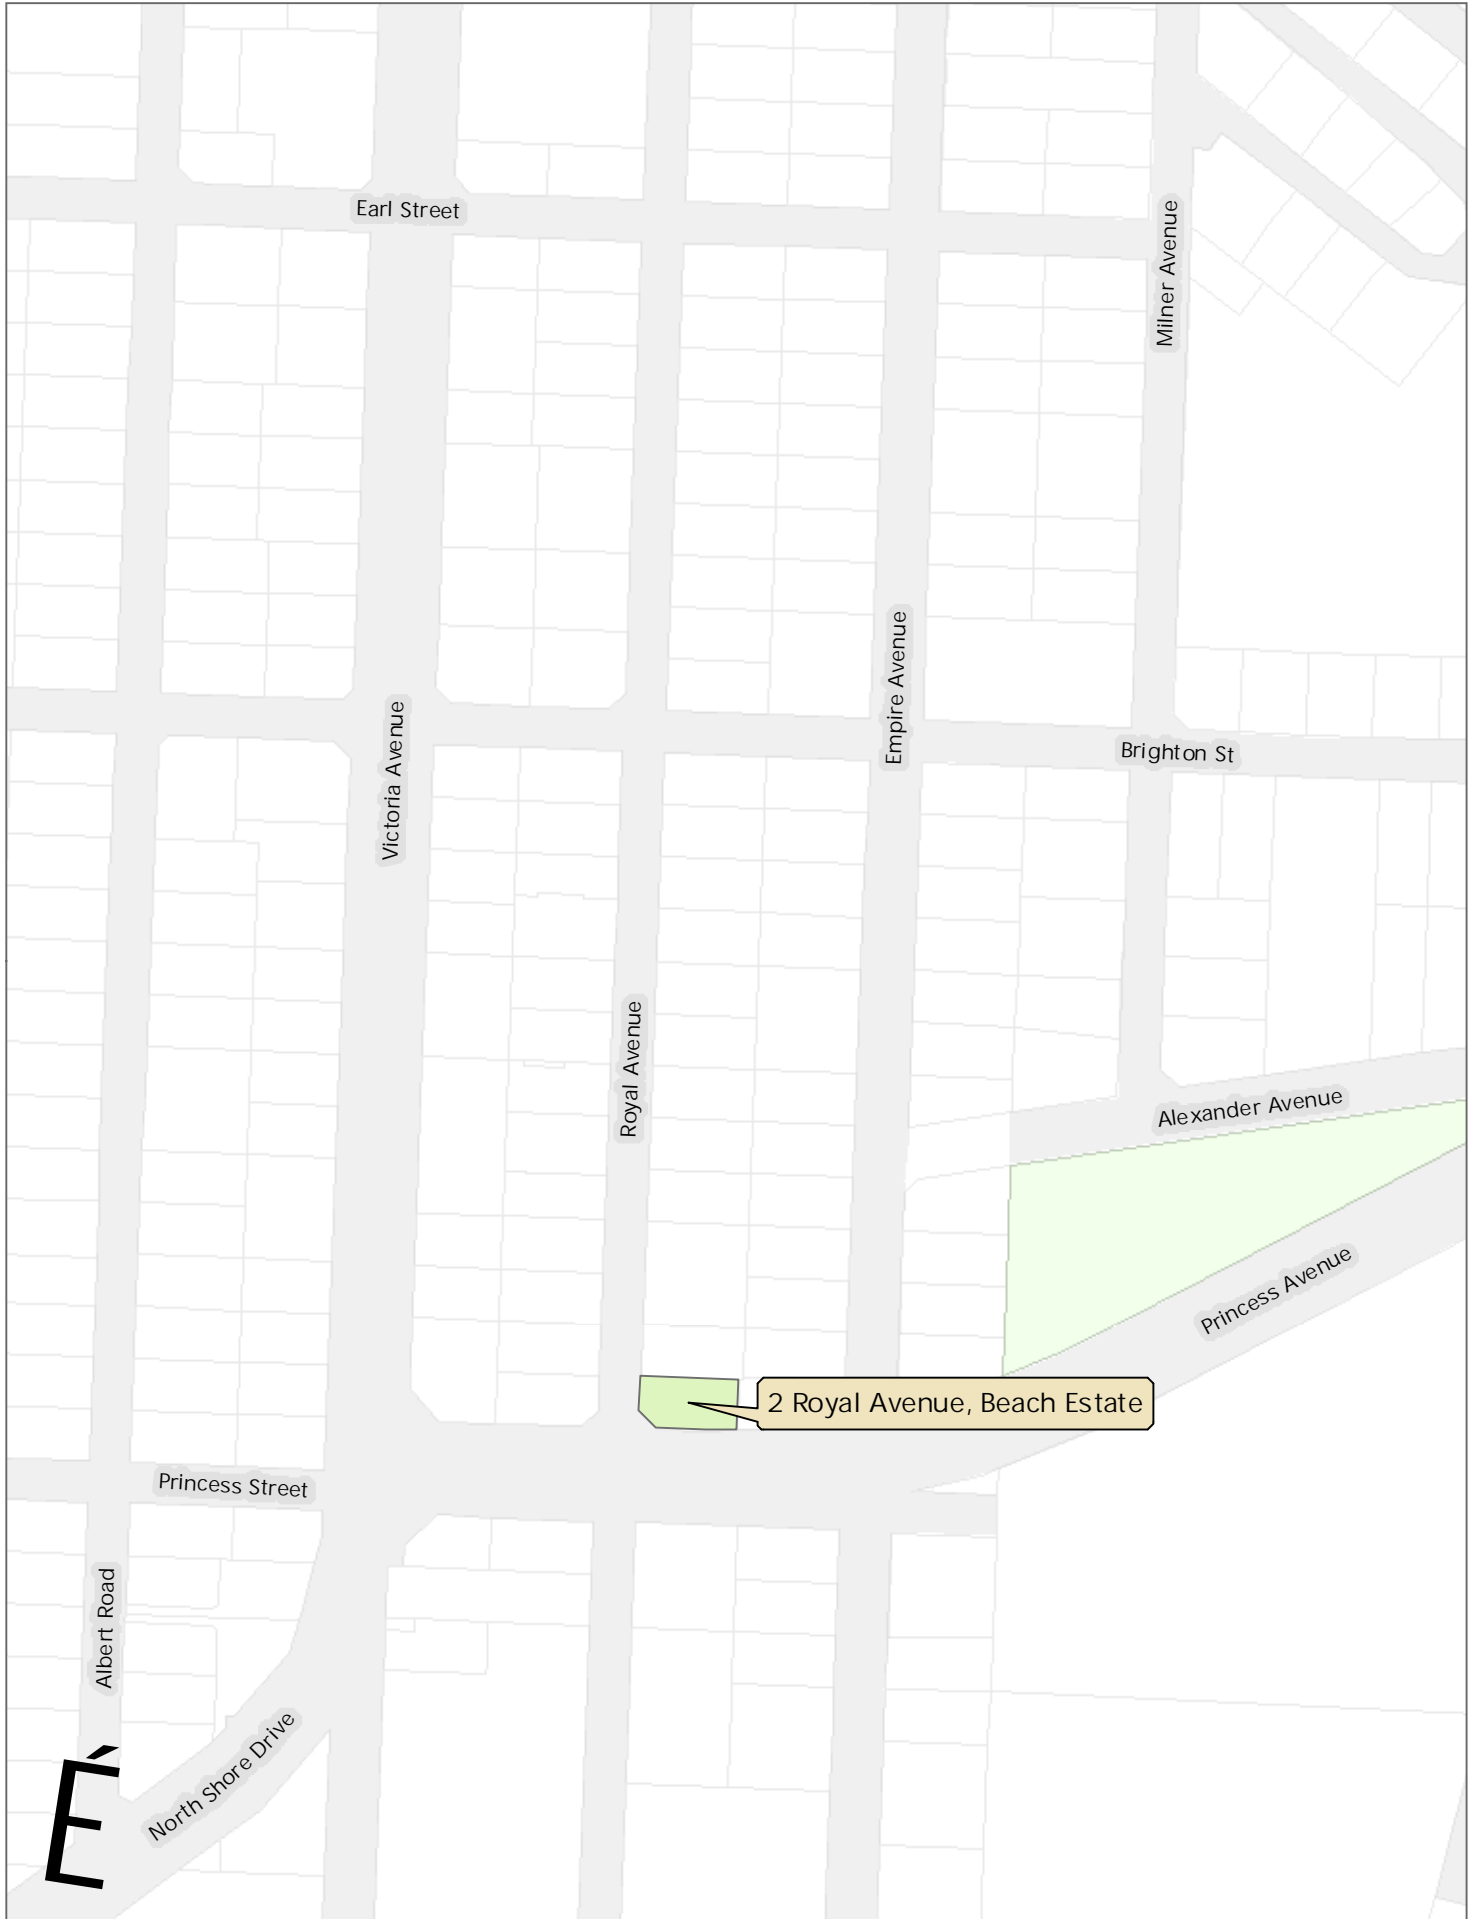 Earl Street
Milner Avenue
Empire Avenue
Victoria Avenue
Brighton St
Royal Avenue
Alexander Avenue
Princess Avenue
2 Royal Avenue, Beach Estate
Princess Street
Albert Road
North Shore Drive
É